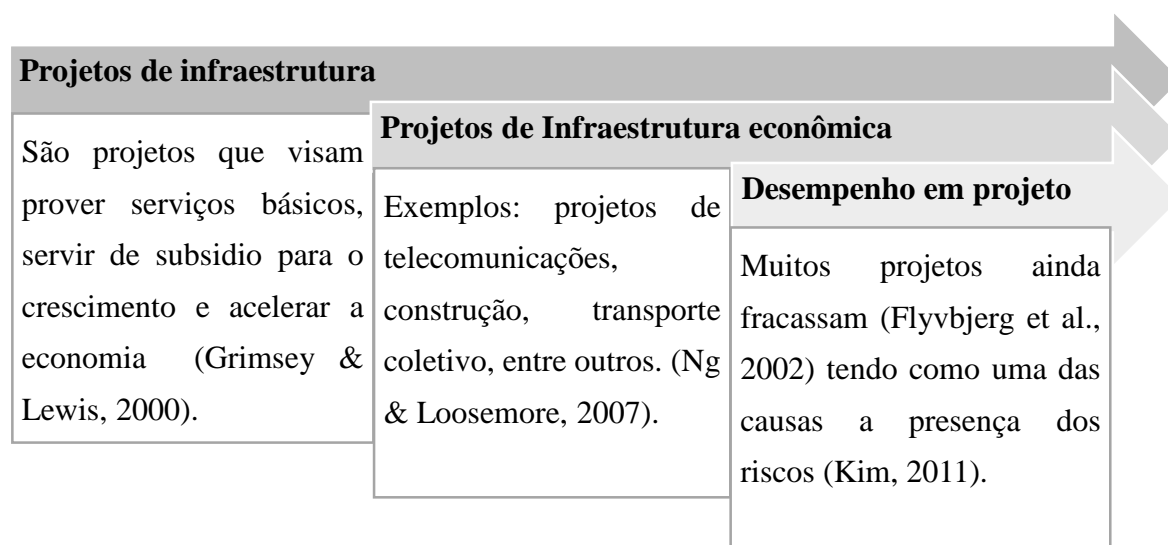 Projetos de infraestrutura
São projetos que visam
prover serviços básicos,
servir de subsidio para o
crescimento e acelerar a
economia (Grimsey &
Lewis, 2000).
Projetos de Infraestrutura econômica
Exemplos: projetos de
telecomunicações,
construção, transporte
coletivo, entre outros. (Ng
& Loosemore, 2007).
Desempenho em projeto
Muitos projetos ainda
fracassam (Flyvbjerg et al.,
2002) tendo como uma das
causas a presença dos
riscos (Kim, 2011).